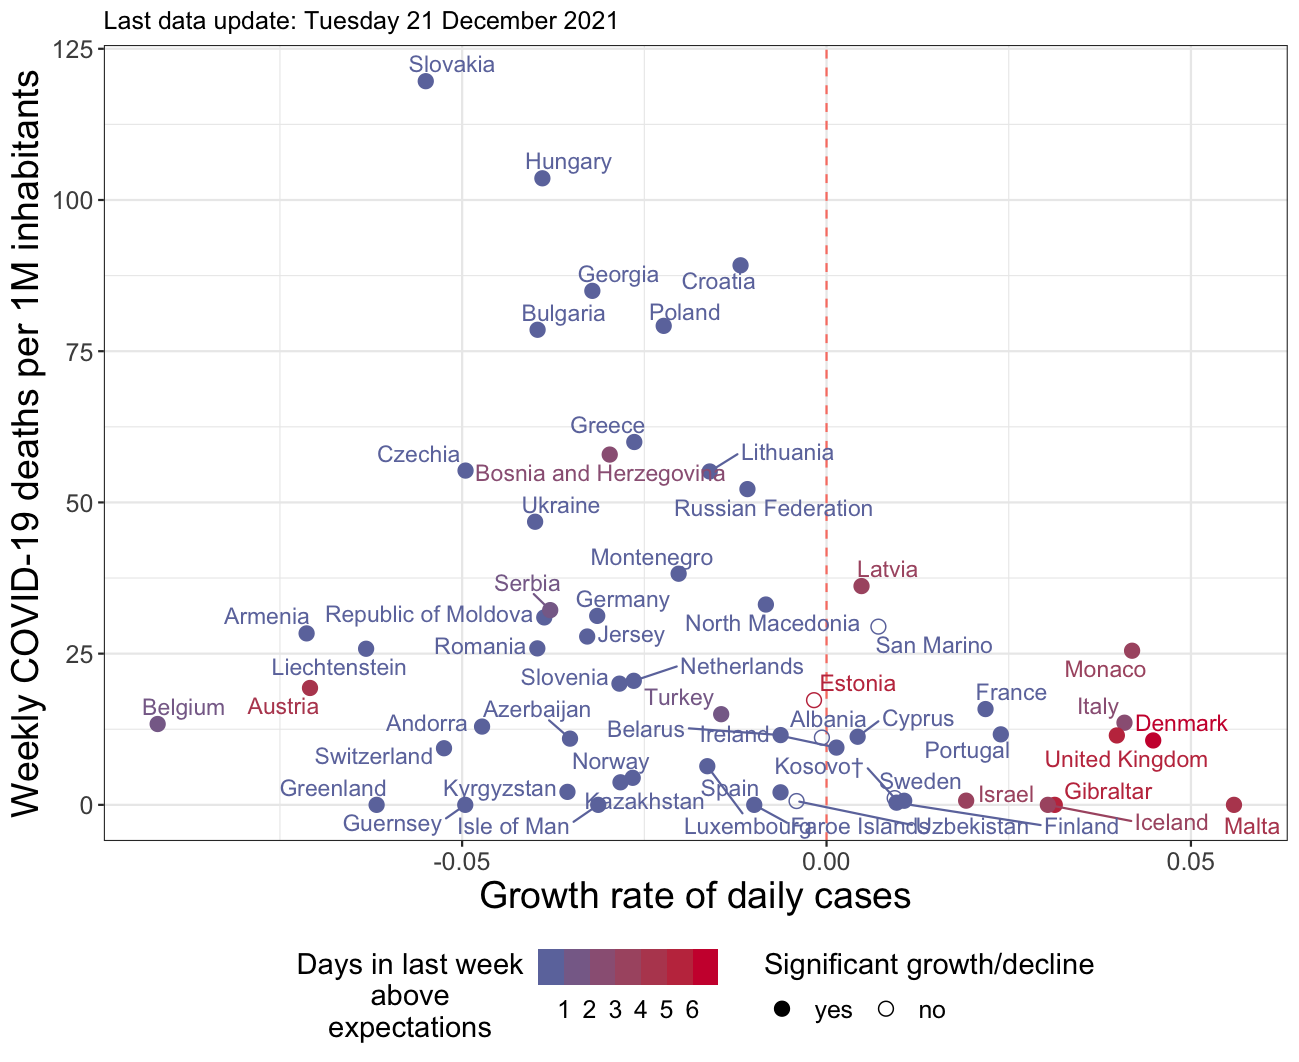 Last data update: Tuesday 21 December 2021
Weekly COVID-19 deaths per 1M inhabitants
125
100
75
50
25
0
Slovakia
Hungary
Georgia
Croatia
Bulgaria
Poland
Greece
Czechia
Lithuania
Bosnia and Herzegovina
Russian Federation
Ukraine
Montenegro
Latvia
Serbia
Germany
Armenia
Republic of Moldova
North Macedonia
Jersey
San Marino
Romania
Liechtenstein
Netherlands
Monaco
Slovenia
Estonia
Turkey
France
Belgium
Austria
Azerbaijan
Italy
Andorra
Albania
Cyprus
Denmark
Belarus
Ireland
Portugal
Switzerland
United Kingdom
Norway
Kosovo†
Sweden
Greenland
Kyrgyzstan
Spain
Israel
Gibraltar
Kazakhstan
Guernsey
Isle of Man
Luxembourg
Faroe Islands
Uzbekistan
Finland
Iceland
Malta
-0.05
0.00
0.05
Growth rate of daily cases
Days in last week
above
expectations
1 2 3 4 5 6
Significant growth/decline
yes
no